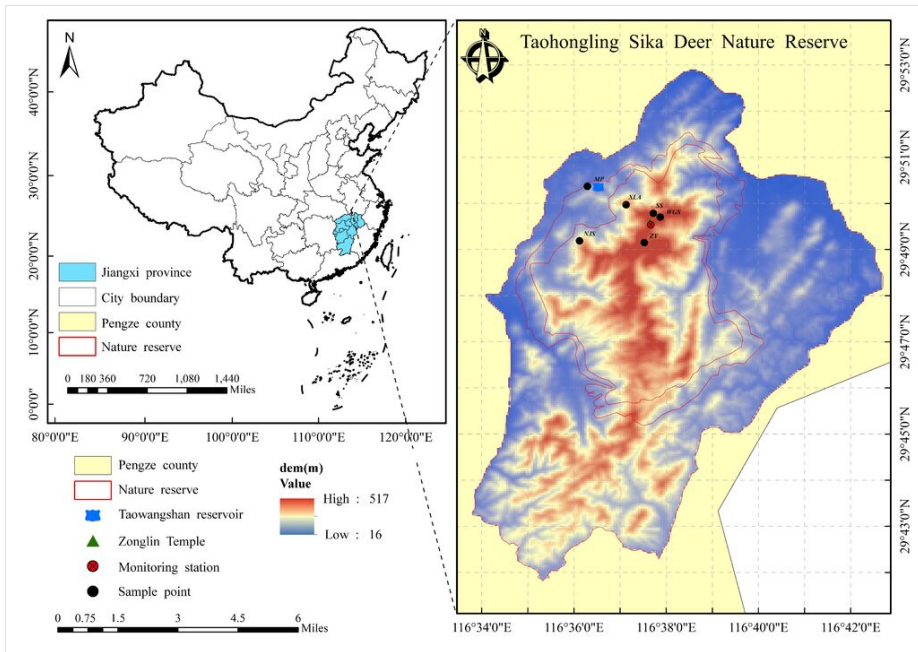 N
40°0'0"N
30°0'0"N
20°0'0"N
10°0'0"N
0°0'0"
80°0'0"E
90°0'0"E
100°0'0"E
110°0'0"E
120°0'0"E
Jiangxi province
City boundary
Pengze county
Nature reserve
0 180 360 720 1,080 1,440
Miles
Pengze county
Nature reserve
Taowangshan reservoir
Zonglin Temple
Monitoring station
Sample point
0 0.75 1.5 3 4.5 6
Miles
dem(m)
Value
High : 517
Low : 16
Taohongling Sika Deer Nature Reserve
MP
XLA
SS
WGS
NJS
ZY
29°53'0"N
29°51'0"N
29°49'0"N
29°47'0"N
29°45'0"N
29°43'0"N
116°34'0"E
116°36'0"E
116°38'0"E
116°40'0"E
116°42'0"E